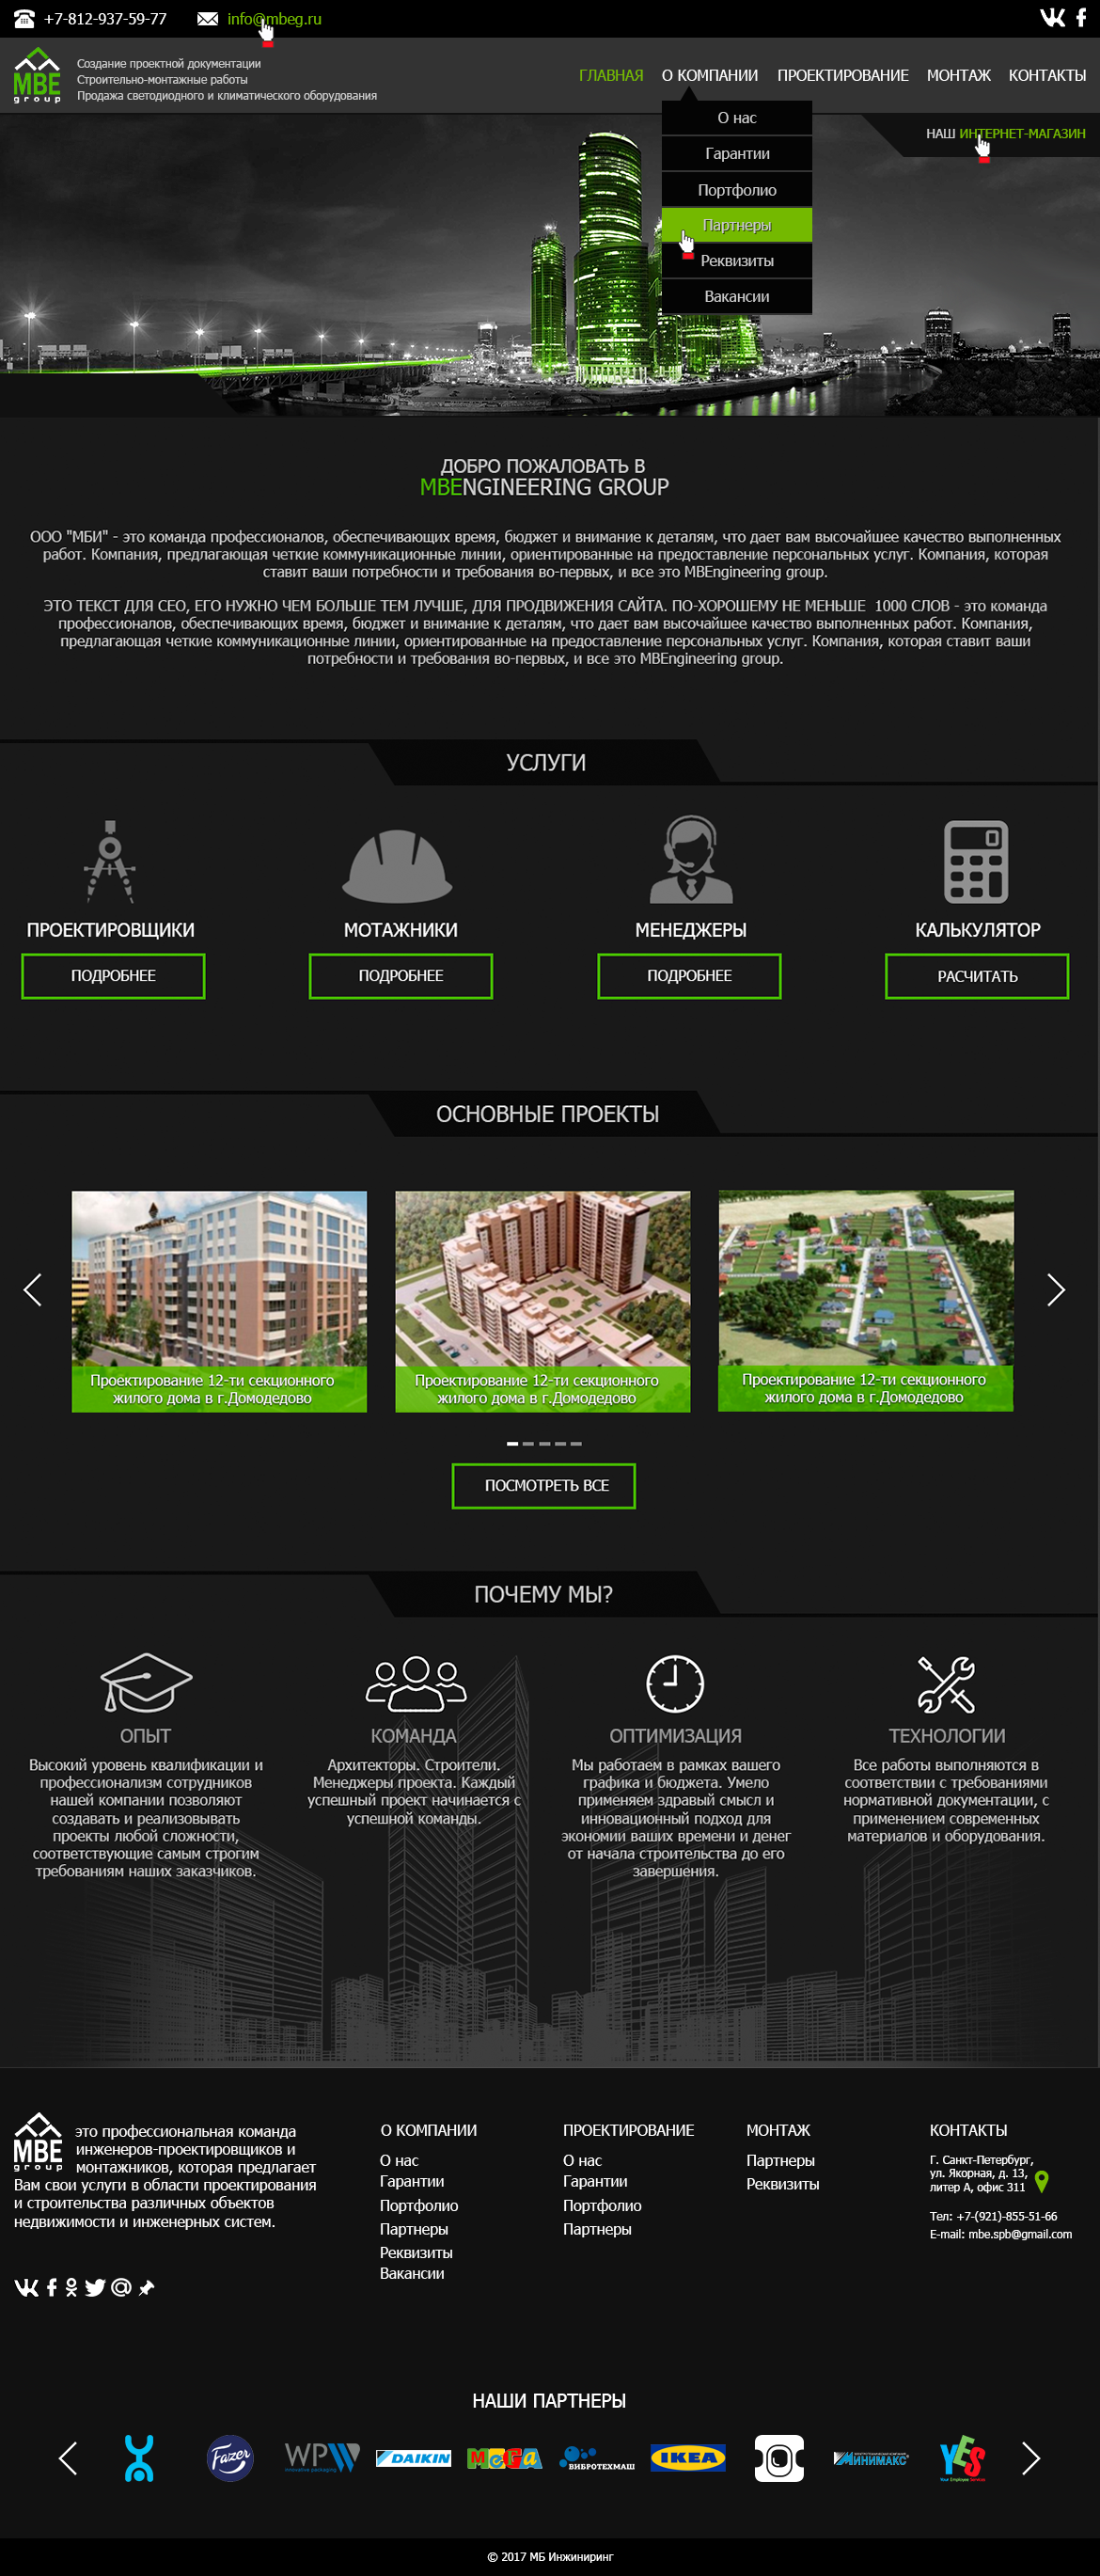 +7-812-937-59-77
info@mbeg.ru
MBE
group
Создание проектной документации
Строительно-монтажные работы
Продажа светодиодного и климатического оборудования
ГЛАВНАЯ О КОМПАНИИ ПРОЕКТИРОВАНИЕ МОНТАЖ КОНТАКТЫ
О нас
Гарантии
Портфолио
Партнеры
Реквизиты
Вакансии
НАШ ИНТЕРНЕТ-МАГАЗИН
ДОБРО ПОЖАЛОВАТЬ В
MBENGINEERING GROUP
ООО "МБИ" - это команда профессионалов, обеспечивающих время, бюджет и внимание к деталям, что дает вам высочайшее качество выполненных
работ. Компания, предлагающая четкие коммуникационные линии, ориентированные на предоставление персональных услуг. Компания, которая
ставит ваши потребности и требования во-первых, и все это MBEngineering group.
ЭТО ТЕКСТ ДЛЯ СЕО, ЕГО НУЖНО ЧЕМ БОЛЬШЕ ТЕМ ЛУЧШЕ, ДЛЯ ПРОДВИЖЕНИЯ САЙТА. ПО-ХОРОШЕМУ НЕ МЕНЬШЕ 1000 СЛОВ - это команда
профессионалов, обеспечивающих время, бюджет и внимание к деталям, что дает вам высочайшее качество выполненных работ. Компания,
предлагающая четкие коммуникационные линии, ориентированные на предоставление персональных услуг. Компания, которая ставит ваши
потребности и требования во-первых, и все это MBEngineering group.
УСЛУГИ
ПРОЕКТИРОВЩИКИ
ПОДРОБНЕЕ
МОТАЖНИКИ
ПОДРОБНЕЕ
МЕНЕДЖЕРЫ
ПОДРОБНЕЕ
КАЛЬКУЛЯТОР
РАСЧИТАТЬ
ОСНОВНЫЕ ПРОЕКТЫ
Проектирование 12-ти секционного
жилого дома в г.Домодедово
Проектирование 12-ти секционного
жилого дома в г.Домодедово
Проектирование 12-ти секционного
жилого дома в г.Домодедово
ПОСМОТРЕТЬ ВСЕ
ПОЧЕМУ МЫ?
ОПЫТ
Высокий уровень квалификации и
профессионализм сотрудников
нашей компании позволяют
создавать и реализовывать
проекты любой сложности,
соответствующие самым строгим
требованиям наших заказчиков.
КОМАНДА
Архитекторы. Строители.
Менеджеры проекта. Каждый
успешный проект начинается с
успешной команды.
ОПТИМИЗАЦИЯ
Мы работаем в рамках вашего
графика и бюджета. Умело
применяем здравый смысл и
инновационный подход для
экономии ваших времени и денег
от начала строительства до его
завершения.
ТЕХНОЛОГИИ
Все работы выполняются в
соответствии с требованиями
нормативной документации, с
применением современных
материалов и оборудования.
MBE
group
это профессиональная команда
инженеров-проектировщиков и
монтажников, которая предлагает
Вам свои услуги в области проектирования
и строительства различных объектов
недвижимости и инженерных систем.
О КОМПАНИИ
О нас
Гарантии
Портфолио
Партнеры
Реквизиты
Вакансии
ПРОЕКТИРОВАНИЕ
О нас
Гарантии
Портфолио
Партнеры
МОНТАЖ
Партнеры
Реквизиты
КОНТАКТЫ
Г. Санкт-Петербург,
ул. Якорная, д. 13,
литер А, офис 311
Тел: +7-(921)-855-51-66
E-mail: mbe.spb@gmail.com
НАШИ ПАРТНЕРЫ
Fazer
WPW
innovative packaging
DAIKIN
МЕГА
ВИБРОТЕХМАШ
IKEA
МИНИМАКС
YES
Your Employee Services
© 2017 МБ Инжиниринг